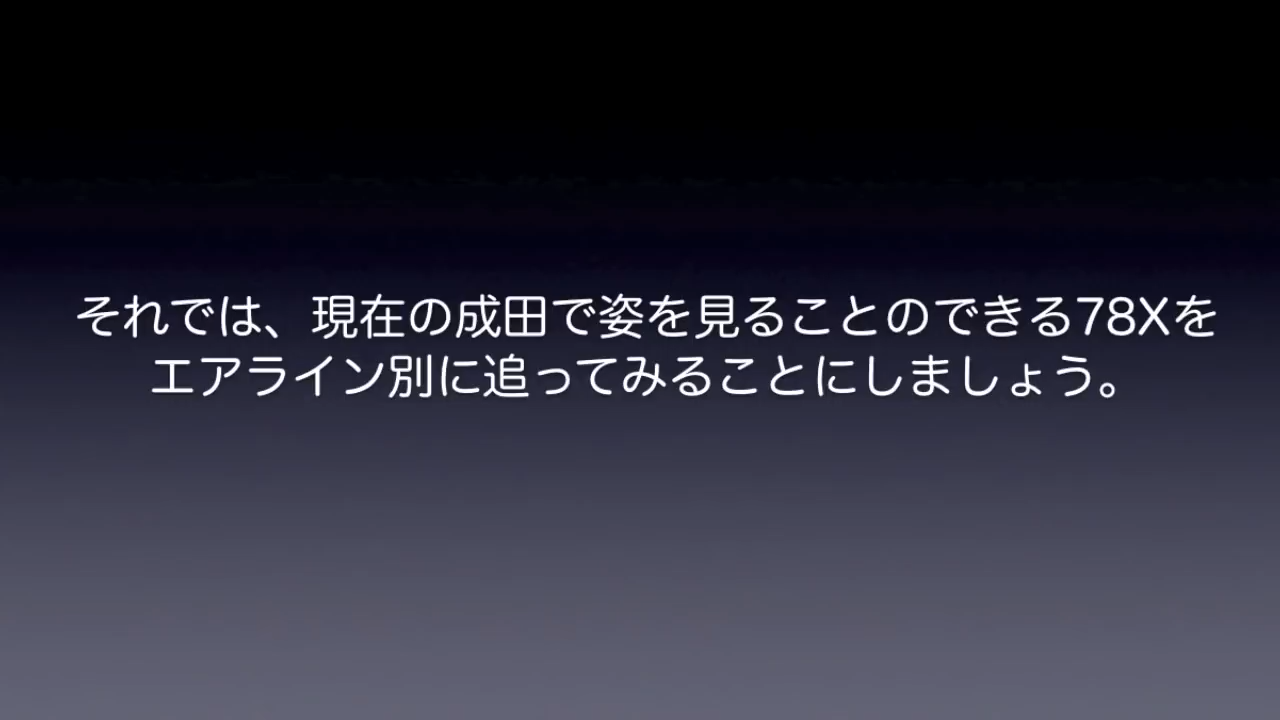 それでは、現在の成田で姿を見ることのできる78Xを
エアライン別に追ってみることにしましょう。